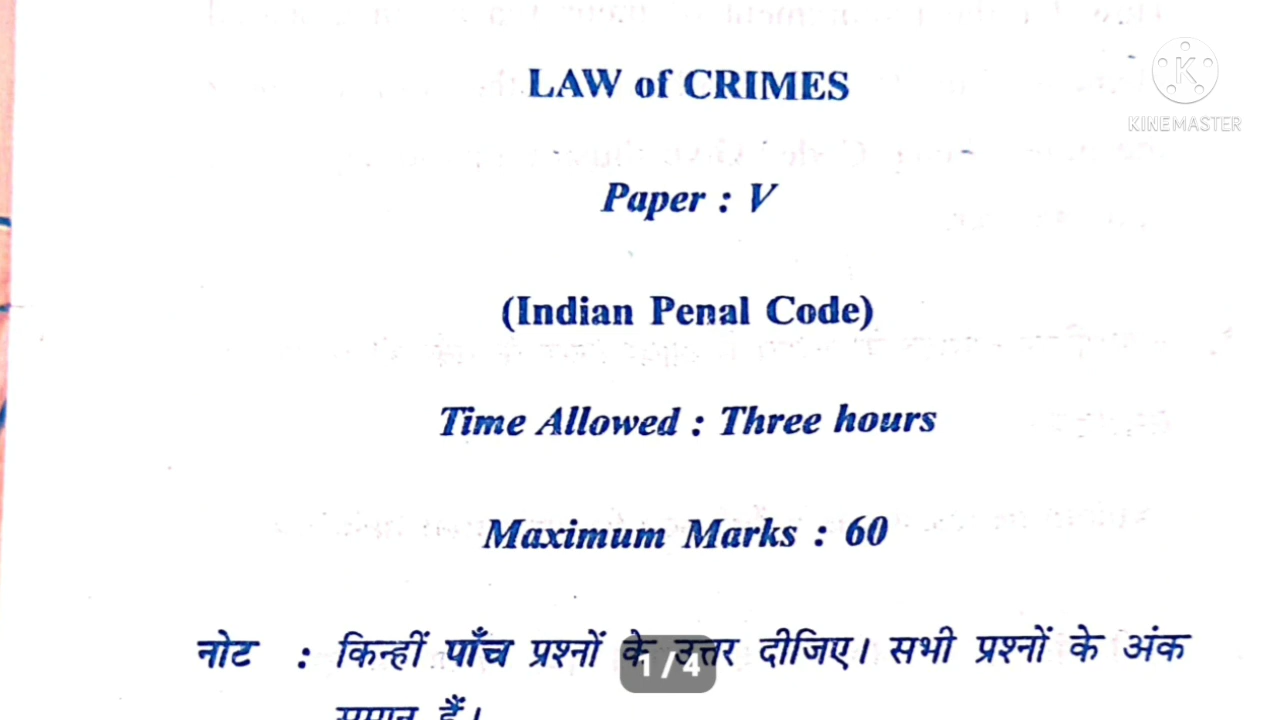 LAW of CRIMES
KINEMASTER
Paper : V
(Indian Penal Code)
Time Allowed : Three hours
Maximum Marks : 60
नोट : किन्हीं पाँच प्रश्नों के उत्तर दीजिए। सभी प्रश्नों के अंक
1 / 4
समान हैं।